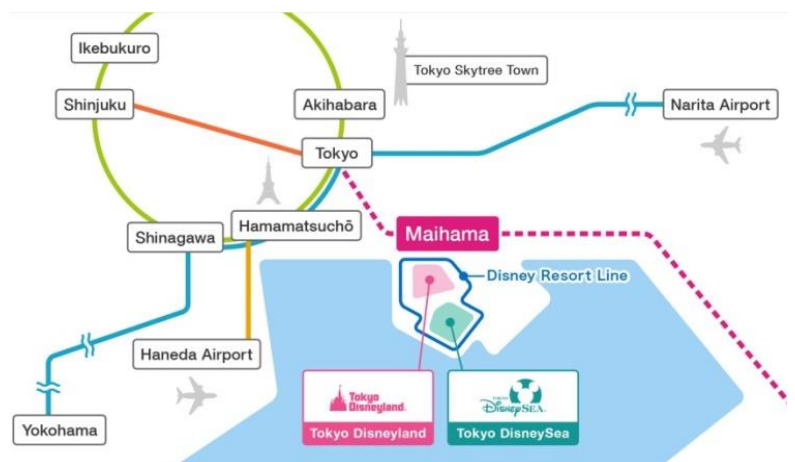 Ikebukuro
Tokyo Skytree Town
Shinjuku
Akihabara
Narita Airport
Tokyo
Hamamatsuchō
Maihama
Shinagawa
Disney Resort Line
Haneda Airport
Tokyo
Disneyland
Tokyo Disneyland
TOKYO
DisneySEA
Tokyo DisneySea
Yokohama